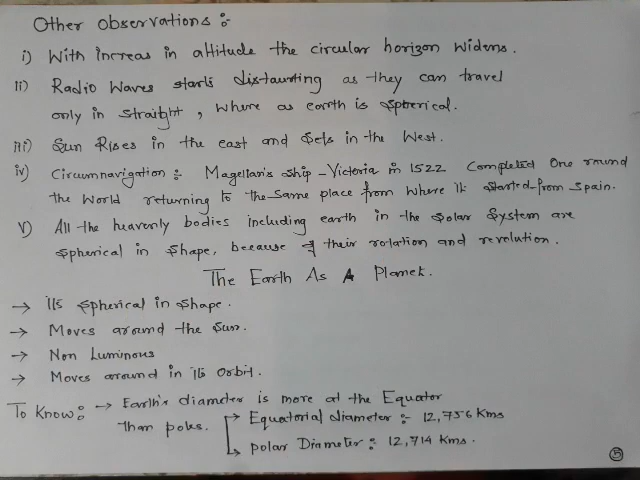 Other observations :-
i) With increas in altitude the circular horizon widens.
ii) Radio Waves starts distaurting as they can travel
only in straight, where as earth is spherical.
iii) Sun Rises in the east and Sets in the West.
iv) Circumnavigation :- Magellan's Ship - Victoria in 1522 Completed One round
the World returning to the Same place from where it started from Spain.
v) All the heavenly bodies including earth in the Solar System are
Spherical in Shape, because of their rotation and revolution.
The Earth As A Planet.
→ Its Spherical in Shape.
→ Moves around the Sun.
→ Non Luminous
→ Moves around in its Orbit.
To Know :- → Earth's diameter is more at the Equator
than poles. → Equatorial diameter :- 12,756 Kms
→ polar Diameter :- 12,714 Kms.
5